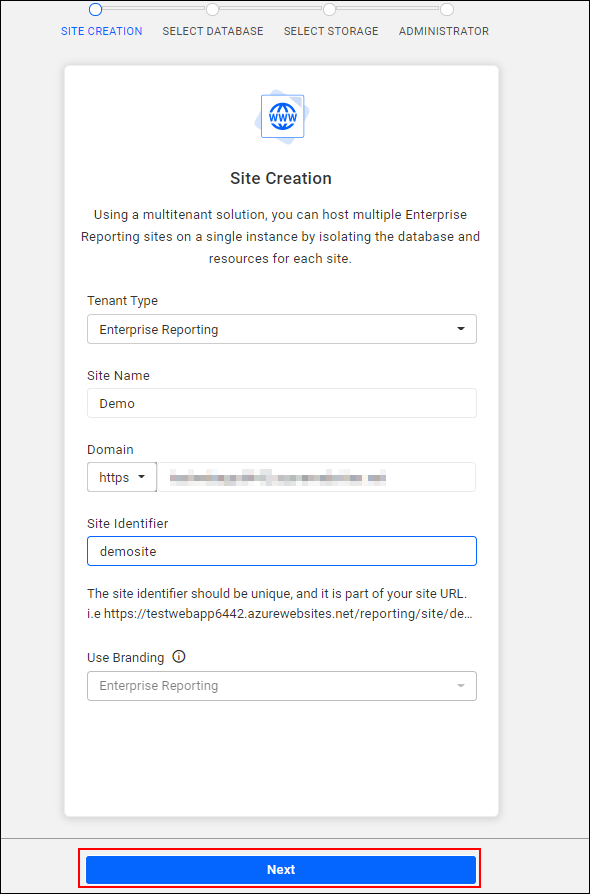 SITE CREATION SELECT DATABASE SELECT STORAGE ADMINISTRATOR
WWW
Site Creation
Using a multitenant solution, you can host multiple Enterprise
Reporting sites on a single instance by isolating the database and
resources for each site.
Tenant Type
Enterprise Reporting
Site Name
Demo
Domain
https
Site Identifier
demosite
The site identifier should be unique, and it is part of your site URL.
i.e https://testwebapp6442.azurewebsites.net/reporting/site/de...
Use Branding
Enterprise Reporting
Next